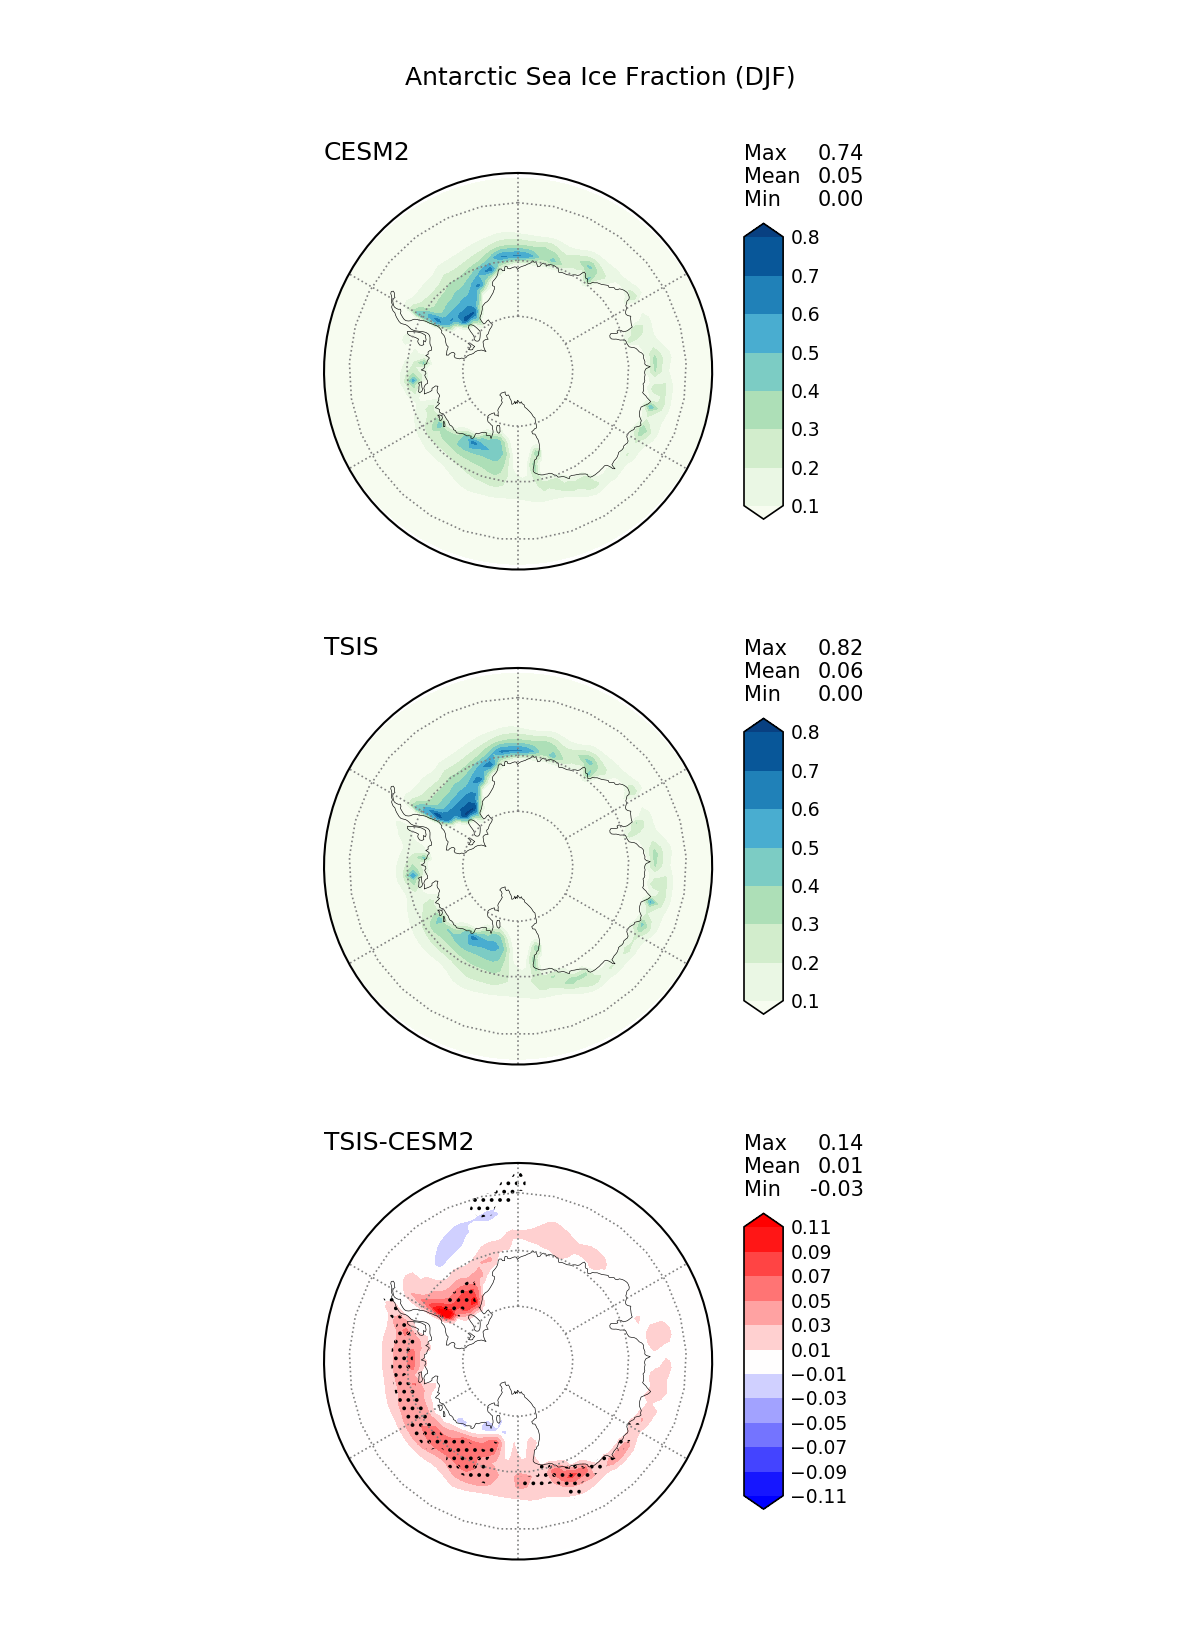 Antarctic Sea Ice Fraction (DJF)
CESM2
Max 0.74
Mean 0.05
Min 0.00
0.8
0.7
0.6
0.5
0.4
0.3
0.2
0.1
TSIS
Max 0.82
Mean 0.06
Min 0.00
0.8
0.7
0.6
0.5
0.4
0.3
0.2
0.1
TSIS-CESM2
Max 0.14
Mean 0.01
Min -0.03
0.11
0.09
0.07
0.05
0.03
0.01
−0.01
−0.03
−0.05
−0.07
−0.09
−0.11